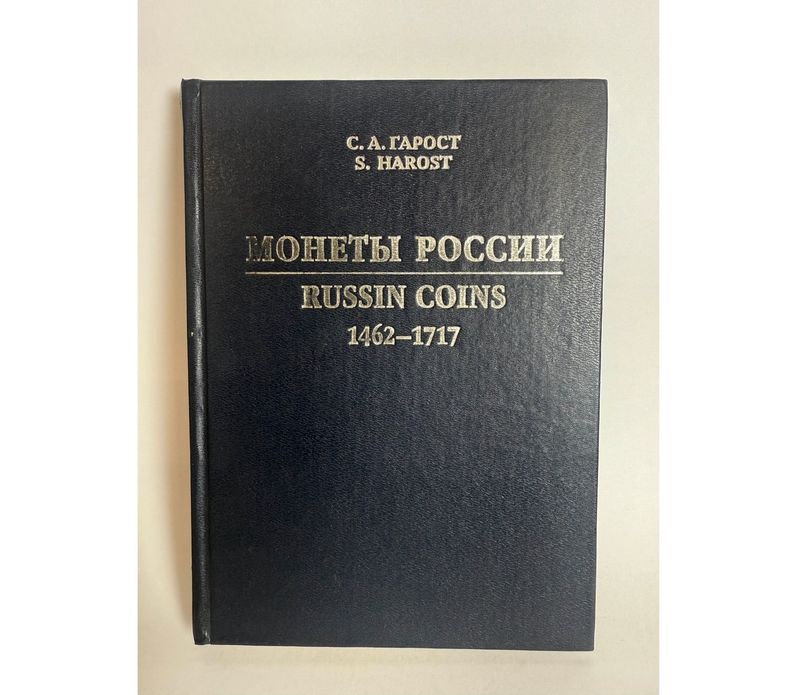 С. А. ГАРОСТ
S. HAROST
МОНЕТЫ РОССИИ
RUSSIN COINS
1462–1717